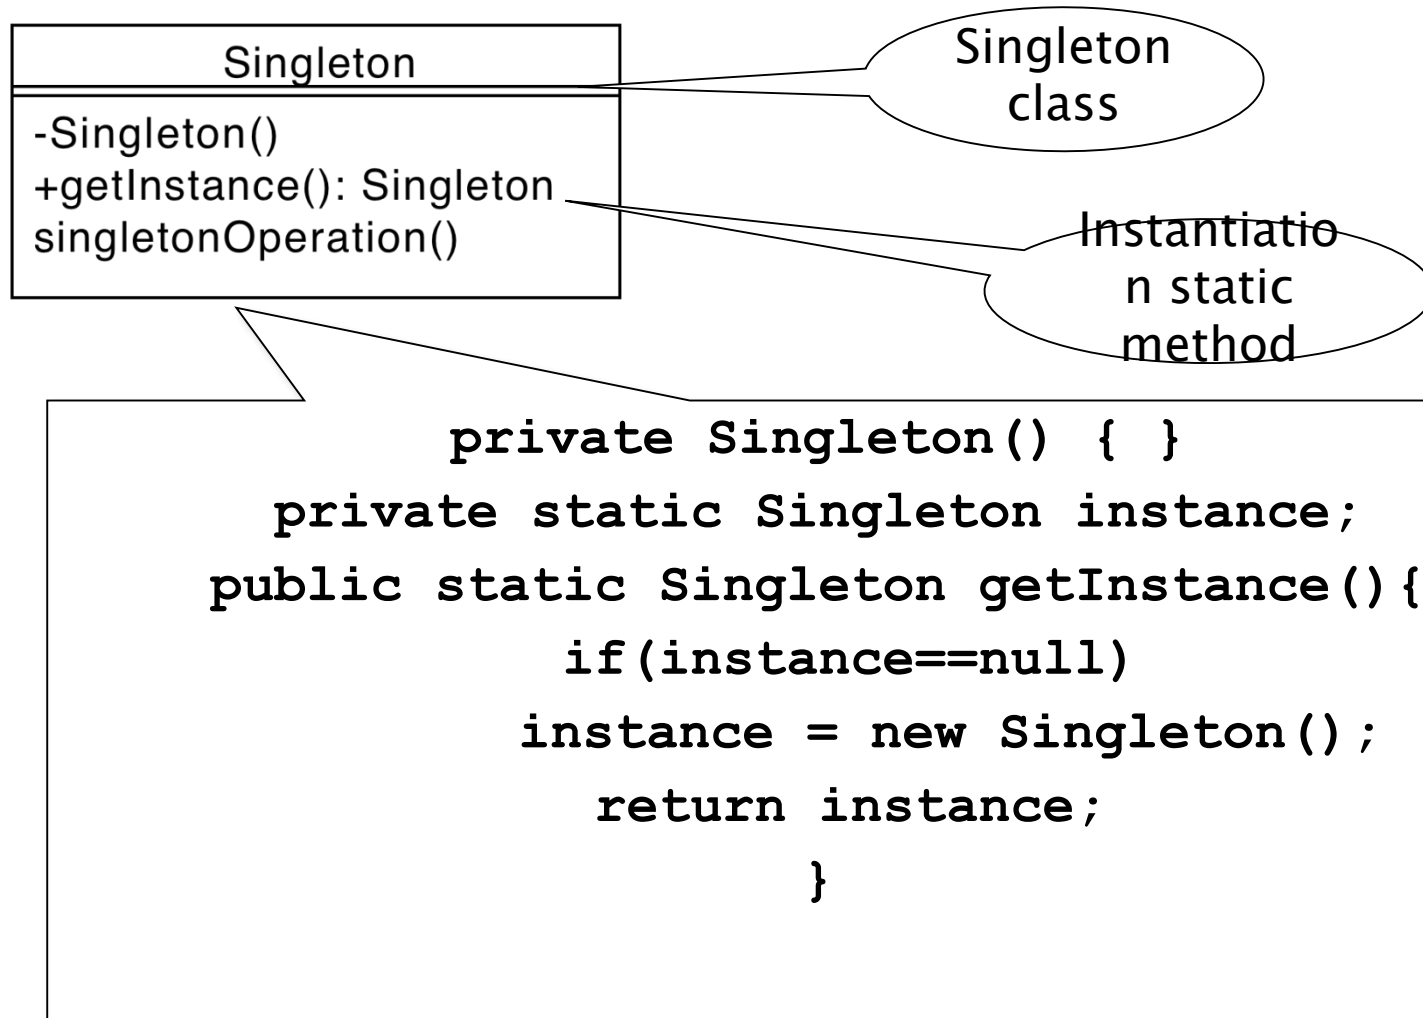 Singleton
-Singleton()
+getInstance(): Singleton
singletonOperation()
Singleton
class
Instantiatio
n static
method
private Singleton() { }
private static Singleton instance;
public static Singleton getInstance(){
if(instance==null)
instance = new Singleton();
return instance;
}